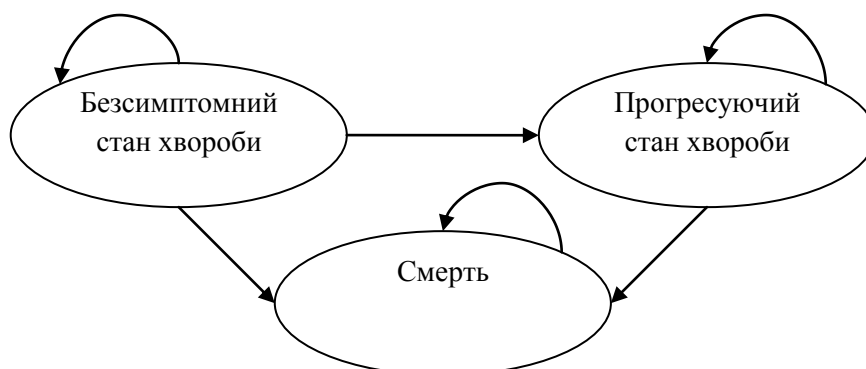 Безсимптомний
стан хвороби
Прогресуючий
стан хвороби
Смерть